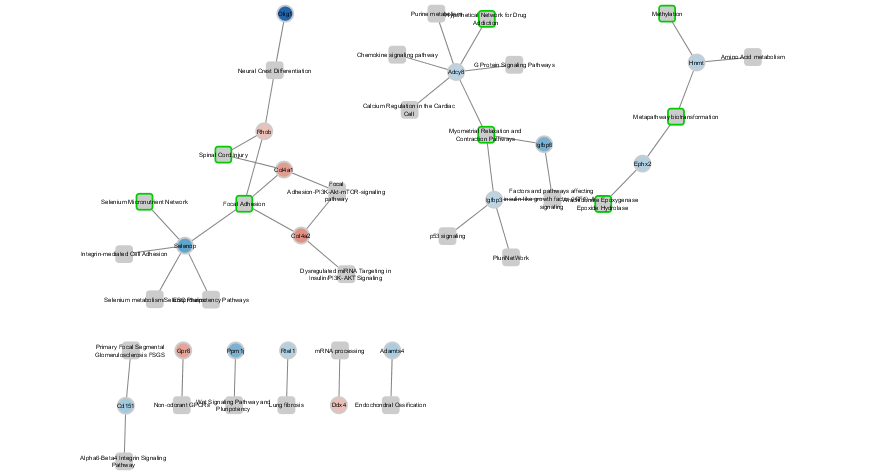 Olig1
Neural Crest Differentiation
Rhob
Spinal Cord Injury
Col4a1
Focal
Adhesion-PI3K-Akt-mTOR-signaling
pathway
Selenium Micronutrient Network
Focal Adhesion
Col4a2
Selenop
Integrin-mediated Cell Adhesion
Dysregulated miRNA Targeting in
Insulin/PI3K-AKT Signaling
Selenium metabolism/Selenoproteins
ESC Pluripotency Pathways
Purine metabolism
Hypothetical Network for Drug
Addiction
Chemokine signaling pathway
Adcy8
G Protein Signaling Pathways
Calcium Regulation in the Cardiac
Cell
Myometrial Relaxation and
Contraction Pathways
Igfbp6
Igfbp3
Factors and pathways affecting
insulin-like growth factor
signaling
p53 signaling
PluriNetWork
Methylation
Hnmt
Amino Acid metabolism
Metapathway biotransformation
Ephx2
Epoxygenase
Epoxide Hydrolase
Primary Focal Segmental
Glomerulosclerosis FSGS
Cd151
Alpha6-Beta4 Integrin Signaling
Pathway
Gpr6
Non-odorant GPCRs
Ppm1j
Wnt Signaling Pathway and
Pluripotency
Rtel1
Lung fibrosis
mRNA processing
Ddx4
Adamts4
Endochondral Ossification